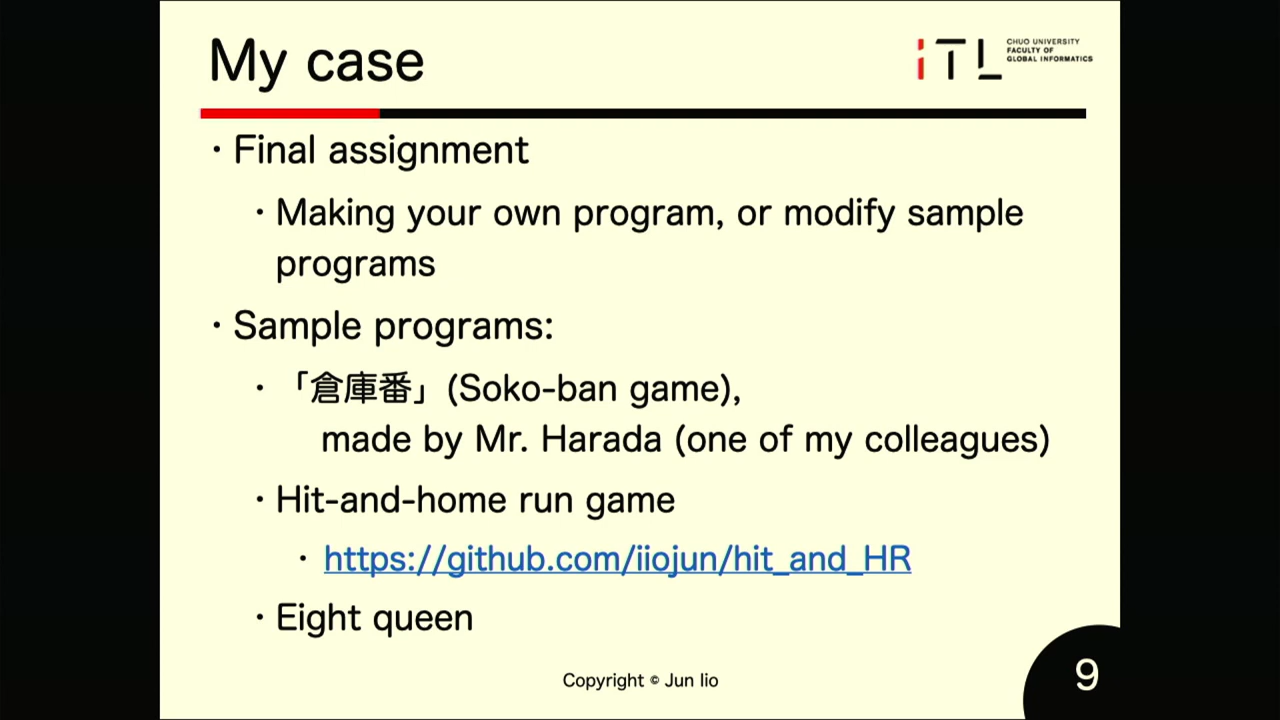 My case
iTL
CHUO UNIVERSITY
FACULTY OF
GLOBAL INFORMATICS
・Final assignment
・Making your own program, or modify sample
programs
・Sample programs:
・「倉庫番」(Soko-ban game),
made by Mr. Harada (one of my colleagues)
・Hit-and-home run game
・https://github.com/iiojun/hit_and_HR
・Eight queen
Copyright © Jun Iio
9